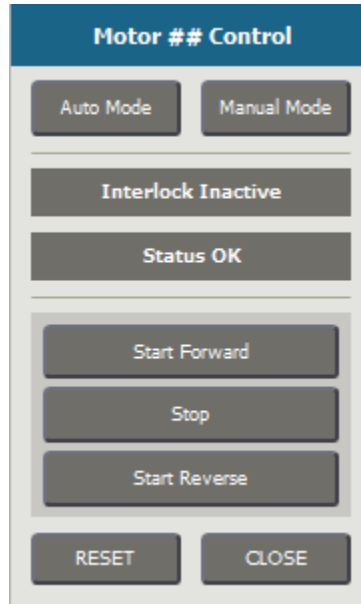 Motor ## Control
Auto Mode Manual Mode
Interlock Inactive
Status OK
Start Forward
Stop
Start Reverse
RESET CLOSE